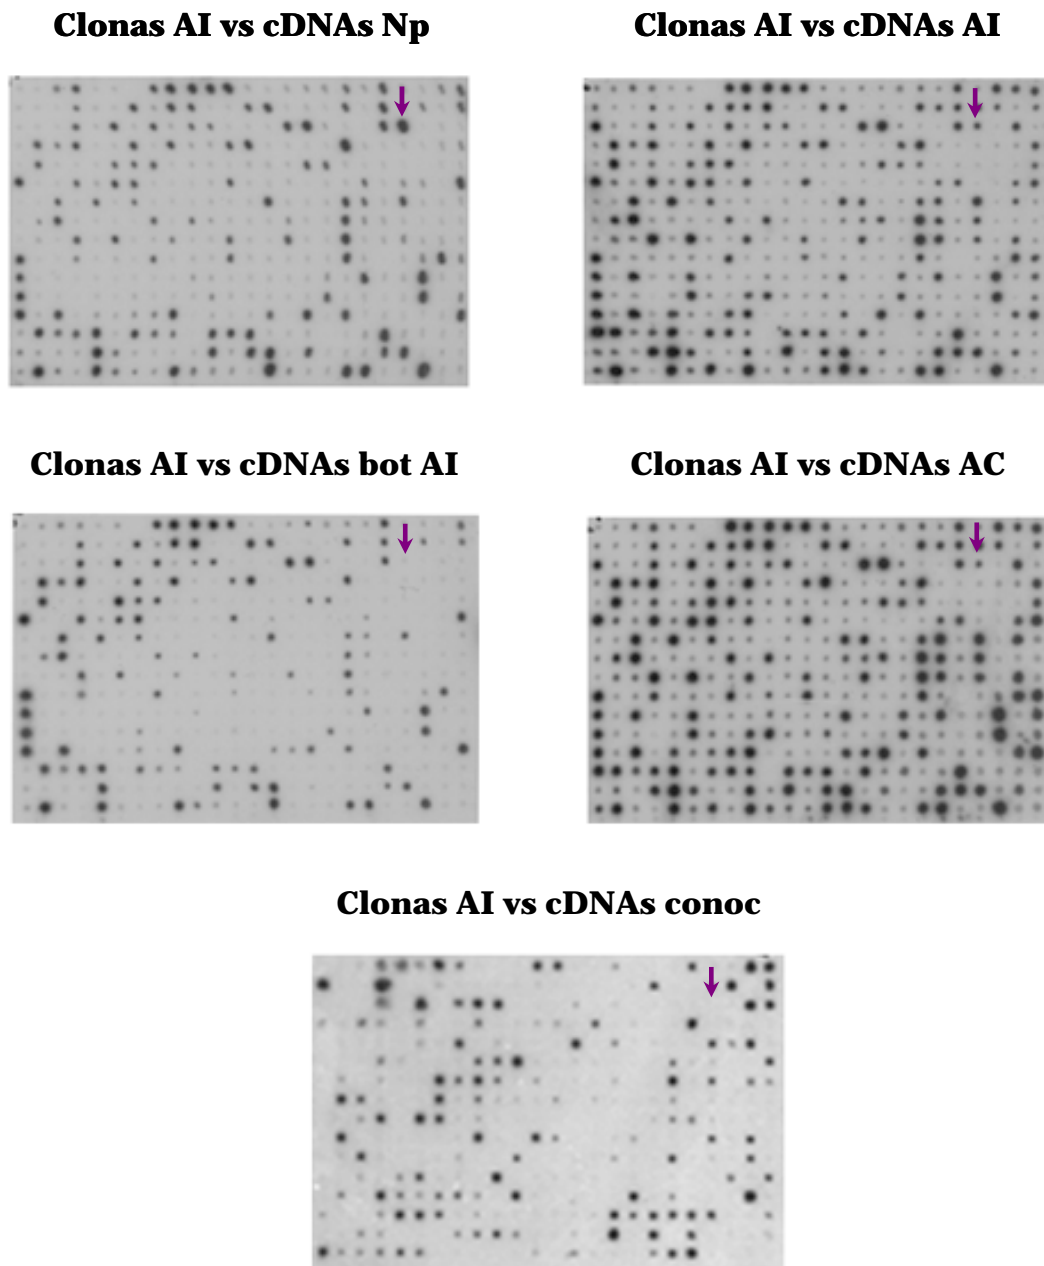 Clonas AI vs cDNAs Np
Clonas AI vs cDNAs AI
Clonas AI vs cDNAs bot AI
Clonas AI vs cDNAs AC
Clonas AI vs cDNAs conoc